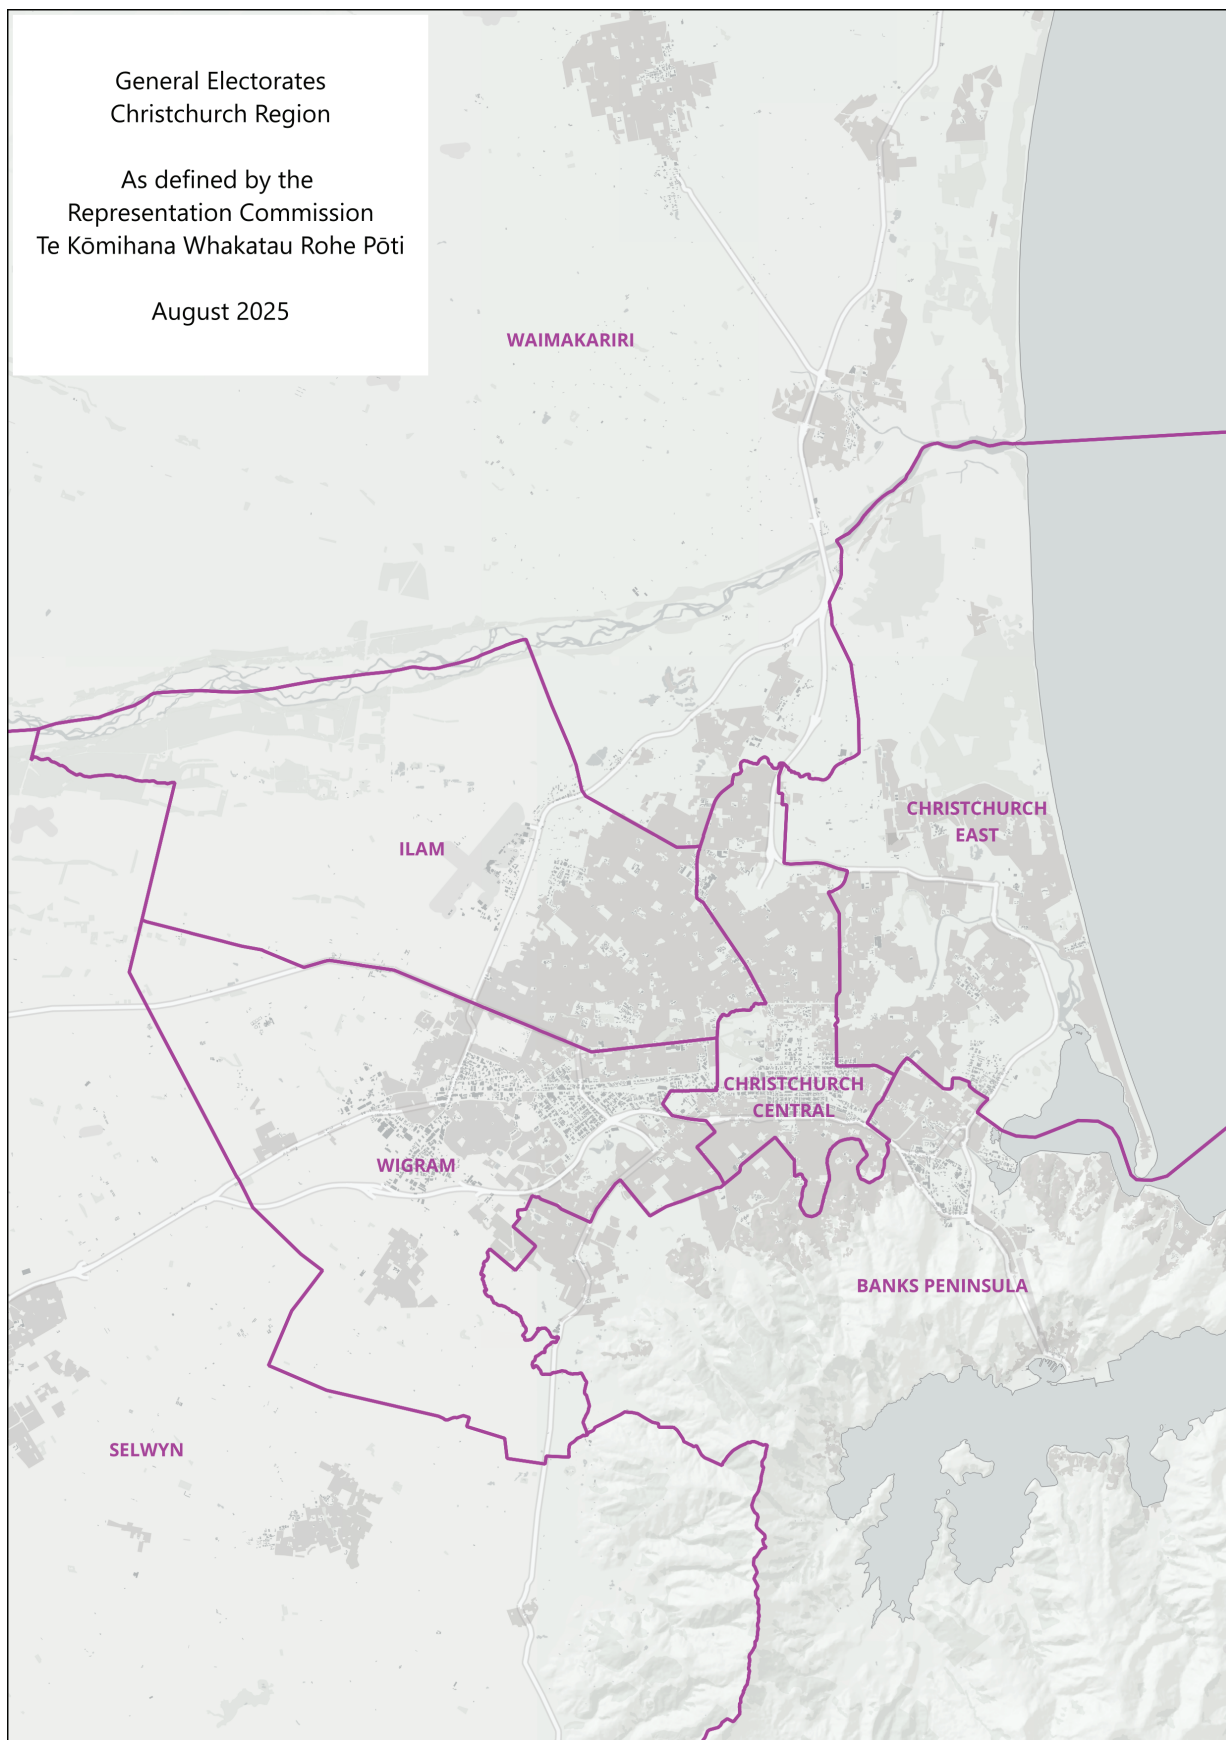 General Electorates
Christchurch Region
As defined by the
Representation Commission
Te Kōmihana Whakatau Rohe Pōti
August 2025
WAIMAKARIRI
CHRISTCHURCH
EAST
ILAM
CHRISTCHURCH
CENTRAL
WIGRAM
BANKS PENINSULA
SELWYN